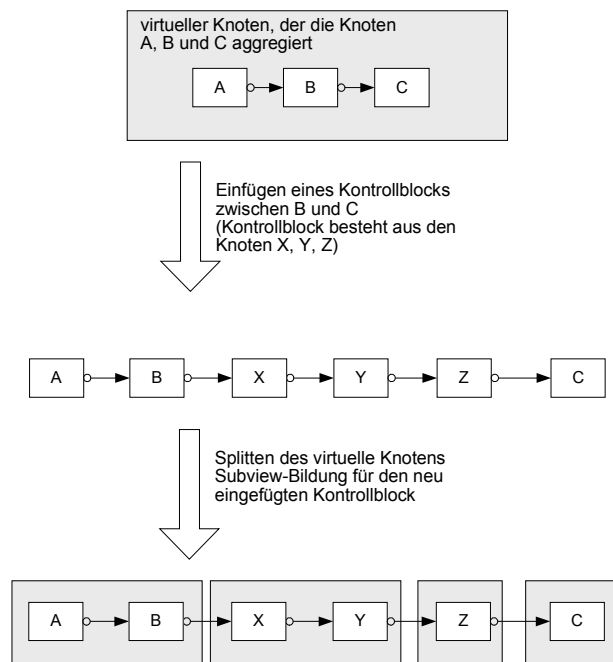 virtueller Knoten, der die Knoten
A, B und C aggregiert
A B C
Einfügen eines Kontrollblocks
zwischen B und C
(Kontrollblock besteht aus den
Knoten X, Y, Z)
A B X Y Z C
Splitten des virtuelle Knotens
Subview-Bildung für den neu
eingefügten Kontrollblock
A B X Y Z C